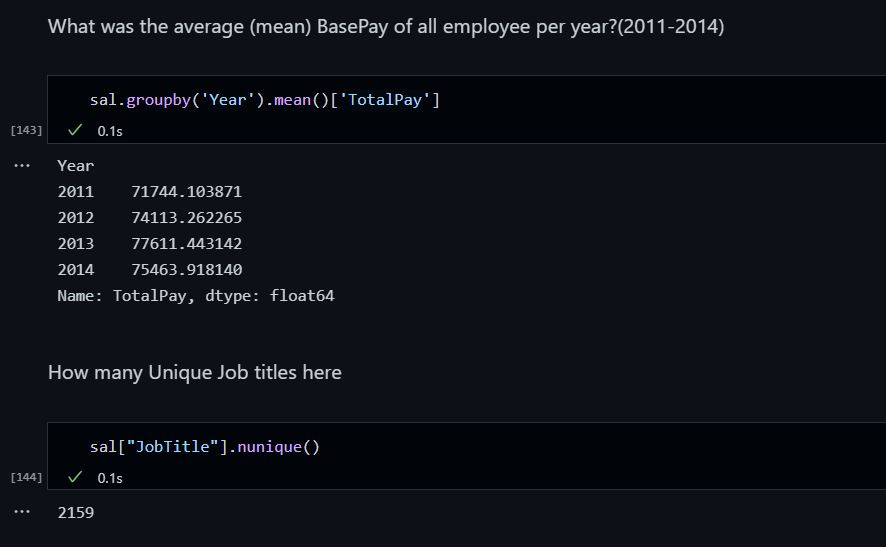 What was the average (mean) BasePay of all employee per year?(2011-2014)
sal.groupby('Year').mean()['TotalPay']
[143] ✓ 0.1s
... Year
2011 71744.103871
2012 74113.262265
2013 77611.443142
2014 75463.918140
Name: TotalPay, dtype: float64
How many Unique Job titles here
sal["JobTitle"].nunique()
[144] ✓ 0.1s
... 2159